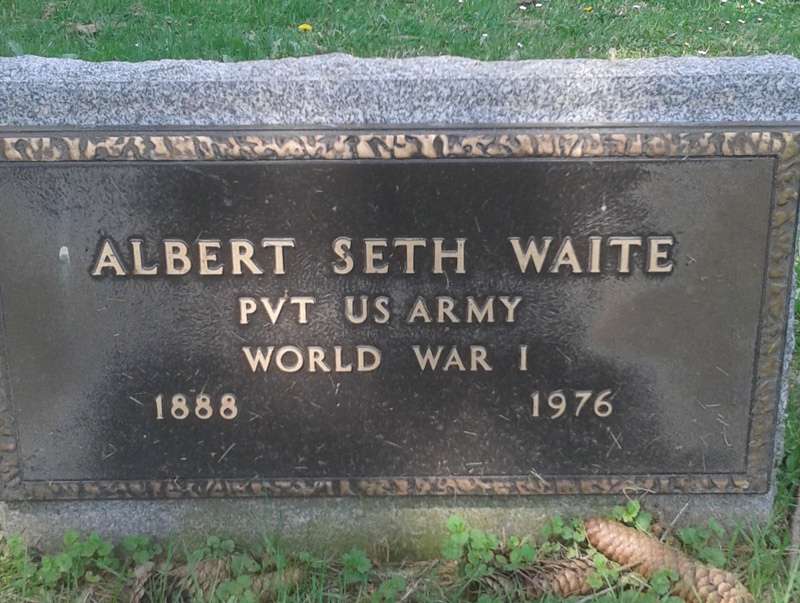 ALBERT SETH WAITE
PVT US ARMY
WORLD WAR I
1888 1976